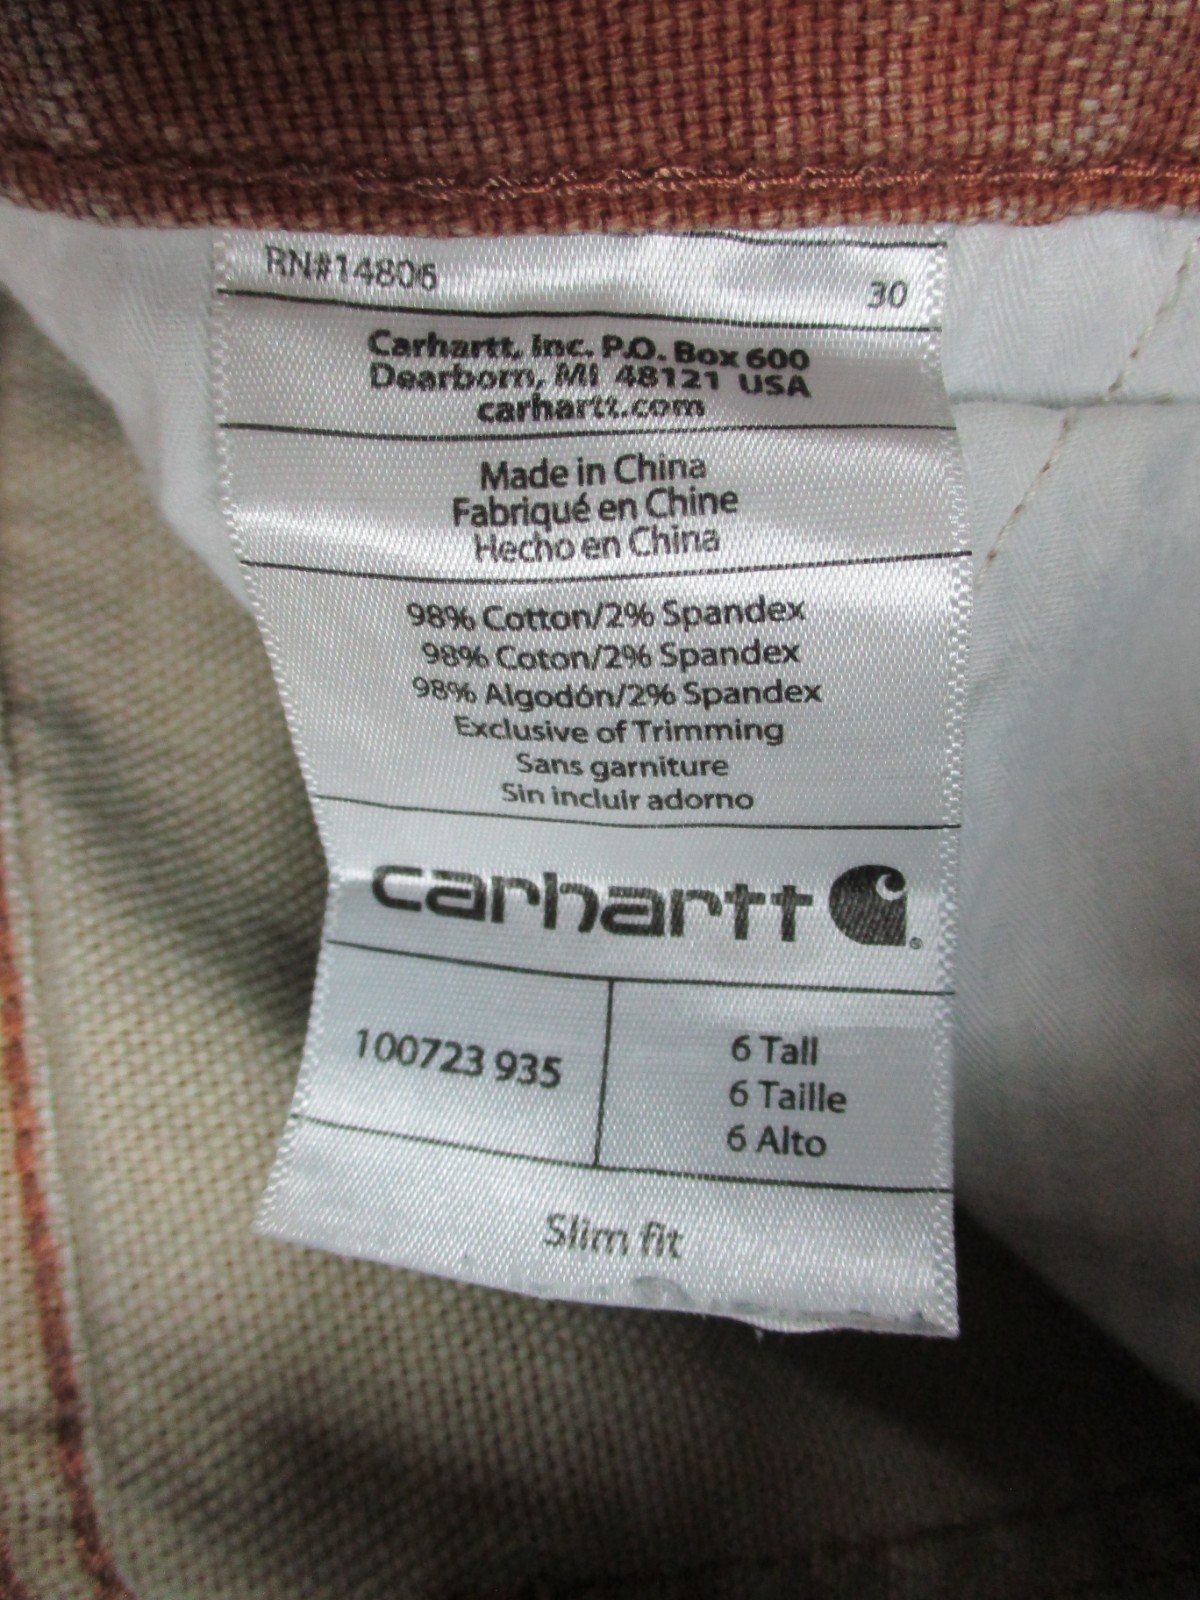 RN#14806 30
Carhartt, Inc. P.O. Box 600
Dearborn, MI 48121 USA
carhartt.com
Made in China
Fabriqué en Chine
Hecho en China
98% Cotton/2% Spandex
98% Coton/2% Spandex
98% Algodón/2% Spandex
Exclusive of Trimming
Sans garniture
Sin incluir adorno
carhartt
100723 935
6 Tall
6 Taille
6 Alto
Slim fit